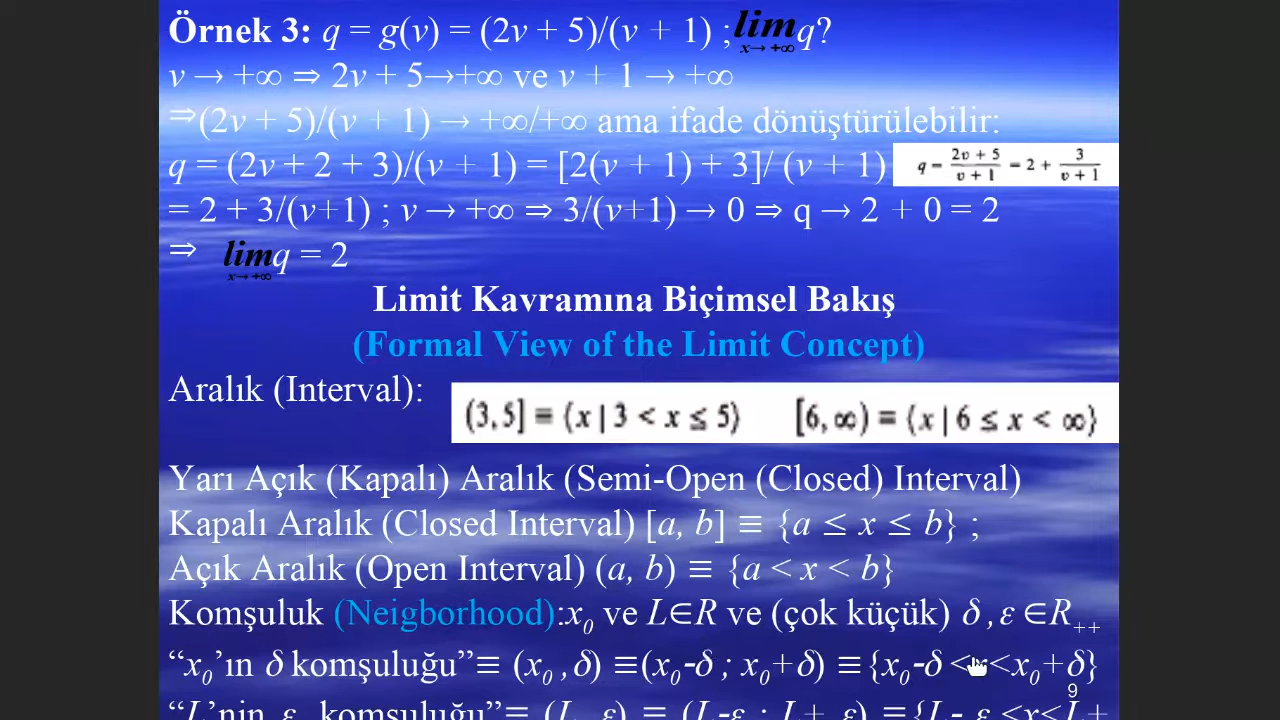 Örnek 3: q = g(v) = (2v + 5)/(v + 1) ; lim x→ +∞ q?
v → +∞ ⇒ 2v + 5→+∞ ve v + 1 → +∞
⇒(2v + 5)/(v + 1) → +∞/+∞ ama ifade dönüştürülebilir:
q = (2v + 2 + 3)/(v + 1) = [2(v + 1) + 3]/ (v + 1) q = 2v + 5 / v + 1 = 2 + 3 / v + 1
= 2 + 3/(v+1) ; v → +∞ ⇒ 3/(v+1) → 0 ⇒ q → 2 + 0 = 2
⇒ lim x→ +∞ q = 2
Limit Kavramına Biçimsel Bakış
(Formal View of the Limit Concept)
Aralık (Interval): (3, 5] ≡ {x | 3 < x ≤ 5} [6, ∞) ≡ {x | 6 ≤ x < ∞}
Yarı Açık (Kapalı) Aralık (Semi-Open (Closed) Interval)
Kapalı Aralık (Closed Interval) [a, b] ≡ {a ≤ x ≤ b} ;
Açık Aralık (Open Interval) (a, b) ≡ {a < x < b}
Komşuluk (Neigborhood):x₀ ve L∈R ve (çok küçük) δ , ε ∈R₊₊
“x₀’ın δ komşuluğu”≡ (x₀ ,δ) ≡(x₀-δ ; x₀+δ) ≡{x₀-δ < <x₀+δ}
9
“L’nin ε komşuluğu”≡ (L, ε) ≡ (L-ε ; L+ ε) ≡{L- ε <x<L+